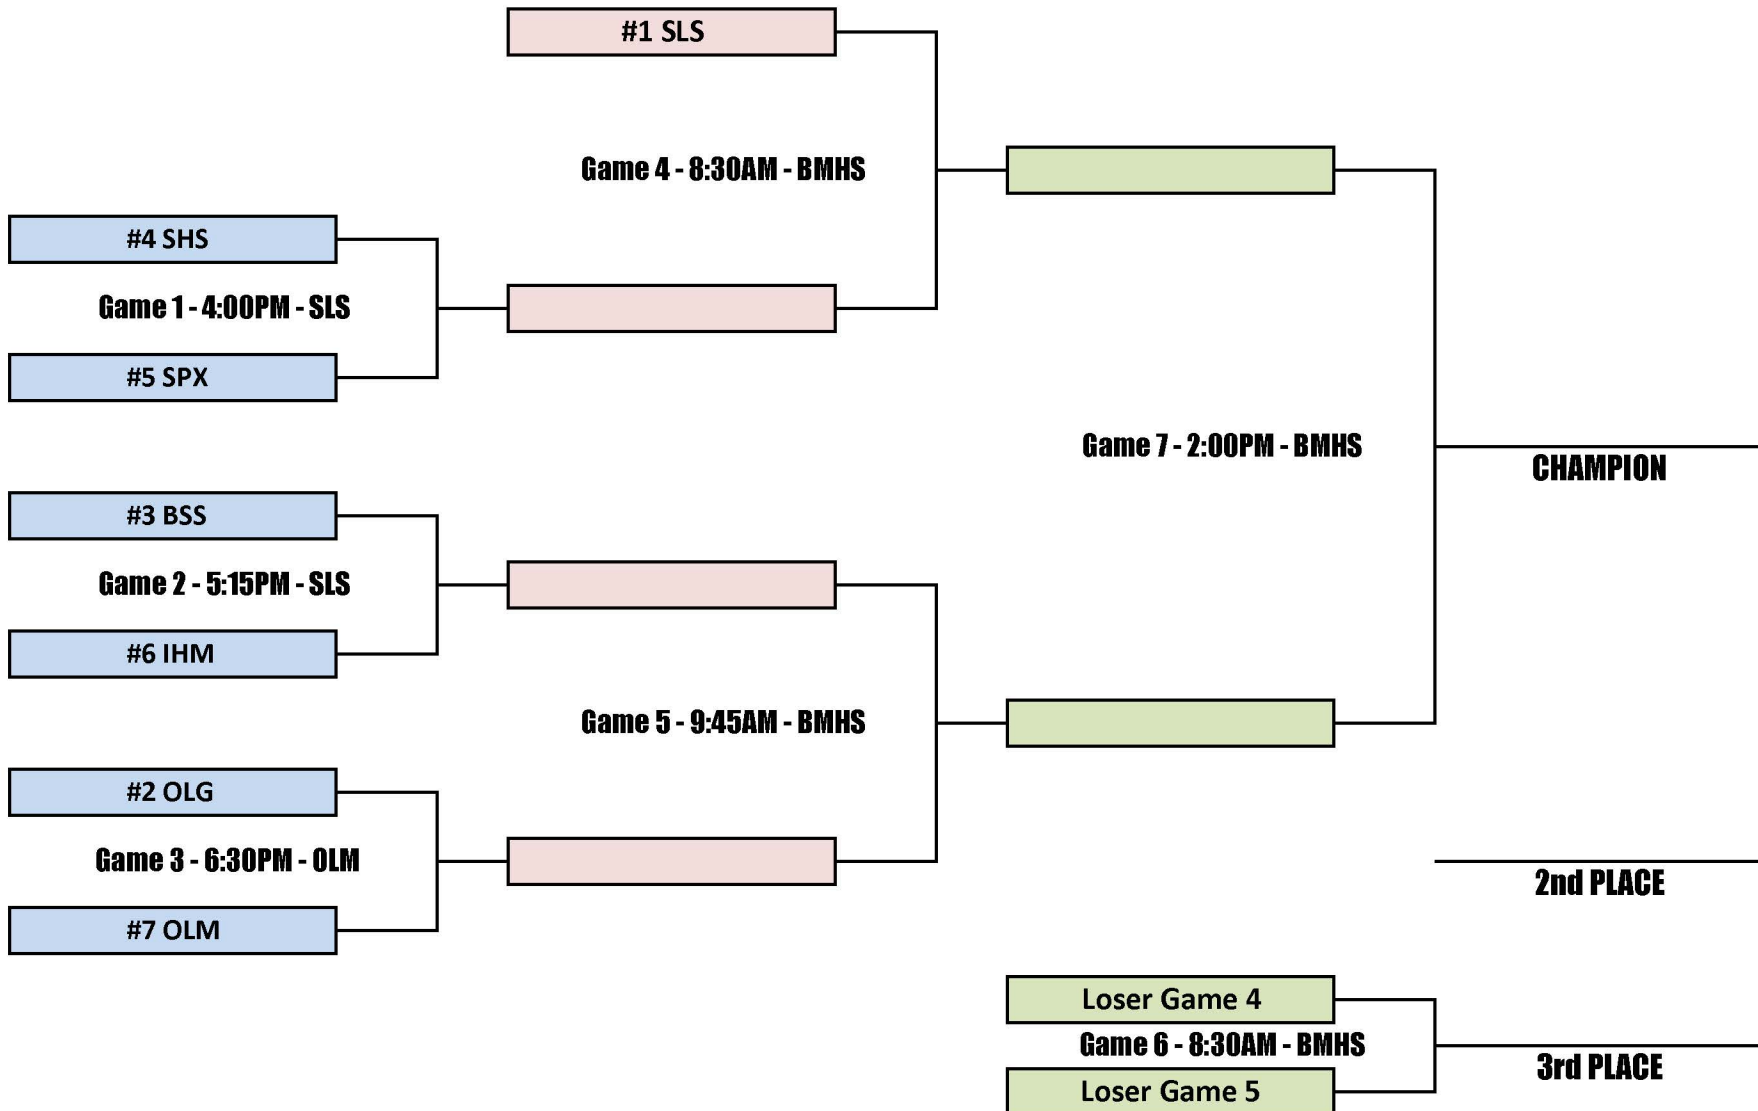 #1 SLS
Game 4 - 8:30AM - BMHS
#4 SHS
Game 1 - 4:00PM - SLS
#5 SPX
Game 7 - 2:00PM - BMHS
CHAMPION
#3 BSS
Game 2 - 5:15PM - SLS
#6 IHM
Game 5 - 9:45AM - BMHS
#2 OLG
Game 3 - 6:30PM - OLM
2nd PLACE
#7 OLM
Loser Game 4
Game 6 - 8:30AM - BMHS
3rd PLACE
Loser Game 5